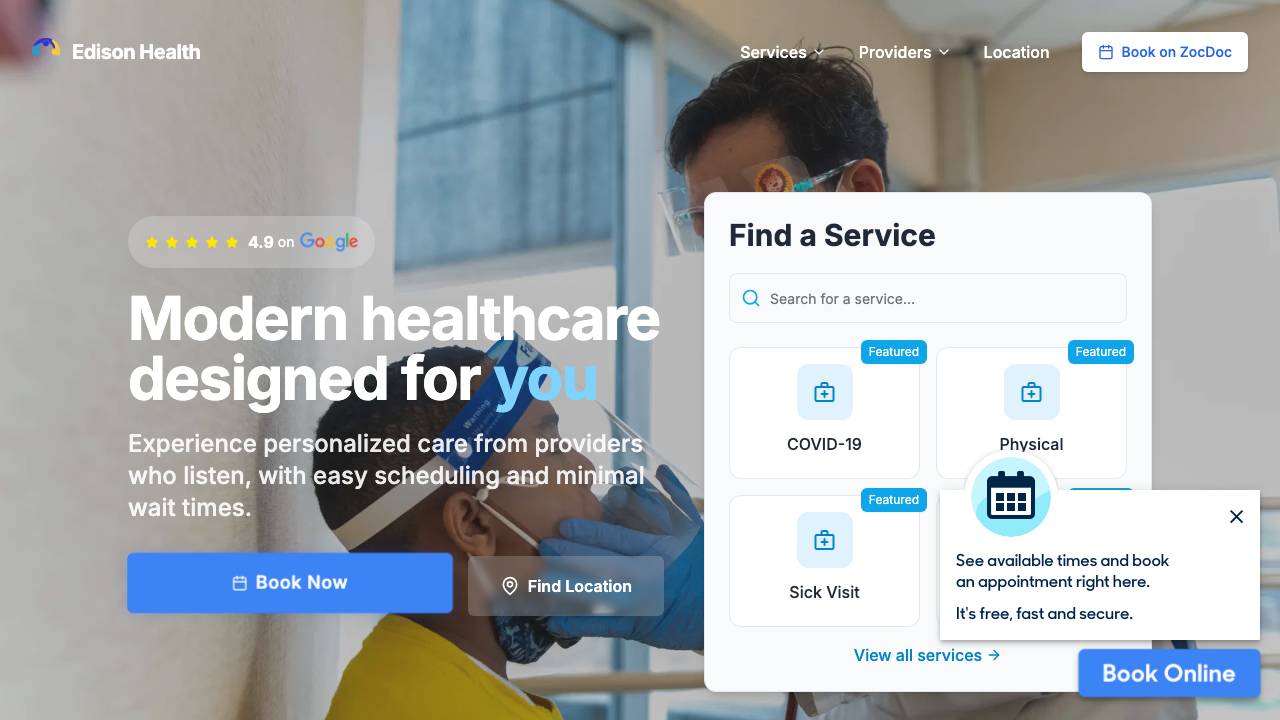 Edison Health
Services
Providers
Location
Book on ZocDoc
4.9 on Google
Modern healthcare
designed for you
Experience personalized care from providers
who listen, with easy scheduling and minimal
wait times.
Book Now
Find Location
Find a Service
Search for a service...
Featured
COVID-19
Featured
Physical
Featured
Sick Visit
View all services
See available times and book
an appointment right here.
It's free, fast and secure.
Book Online
Warning